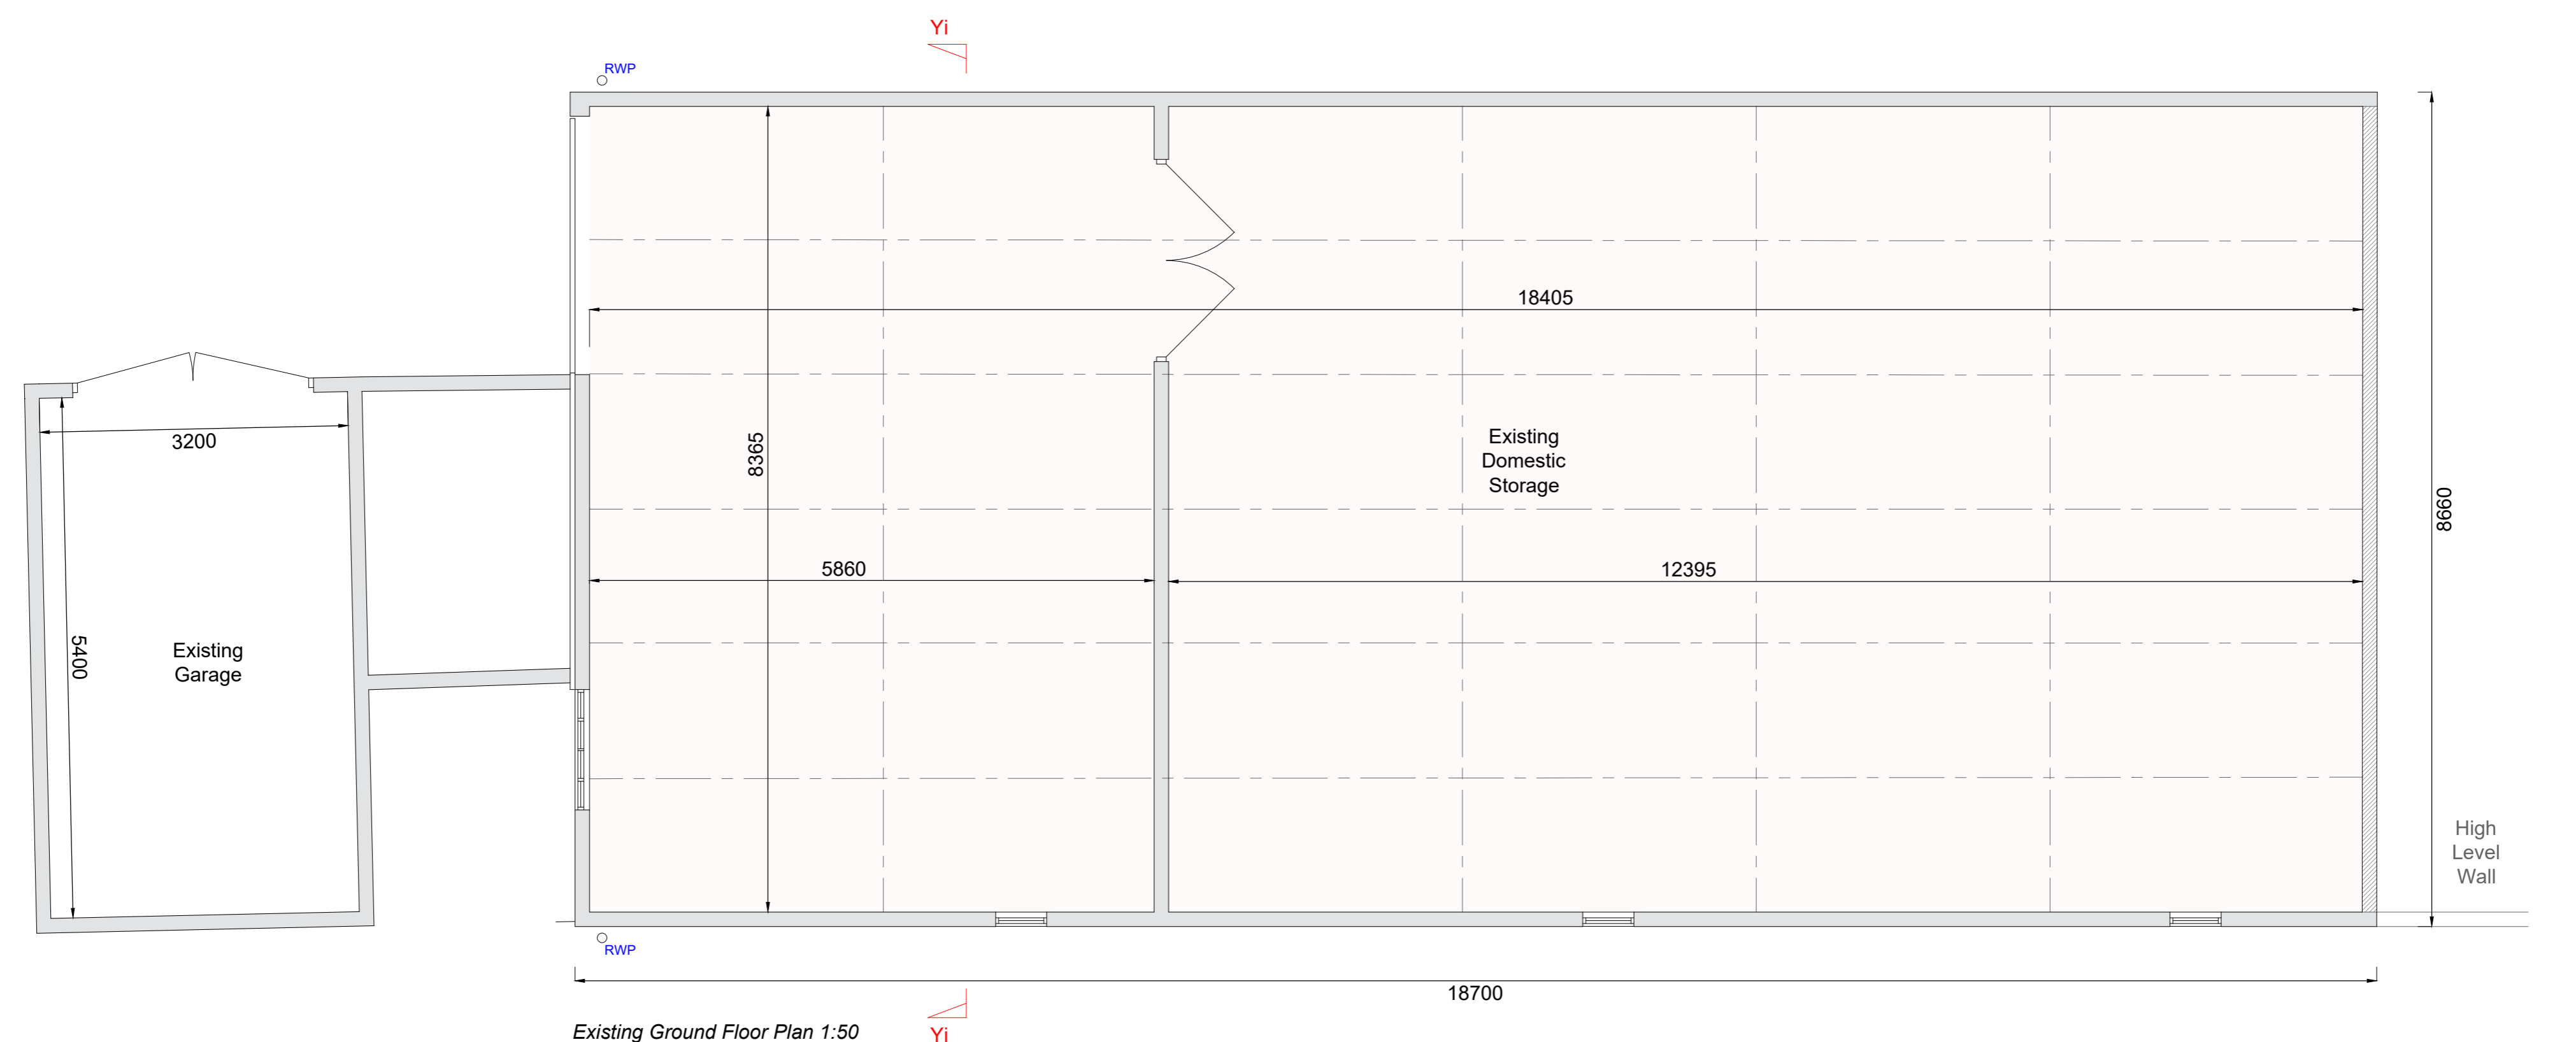 Yi
RWP
18405
Existing
Domestic
Storage
3200
8365
8660
5860
12395
5400
Existing
Garage
High
Level
Wall
RWP
18700
Existing Ground Floor Plan 1:50
Yi